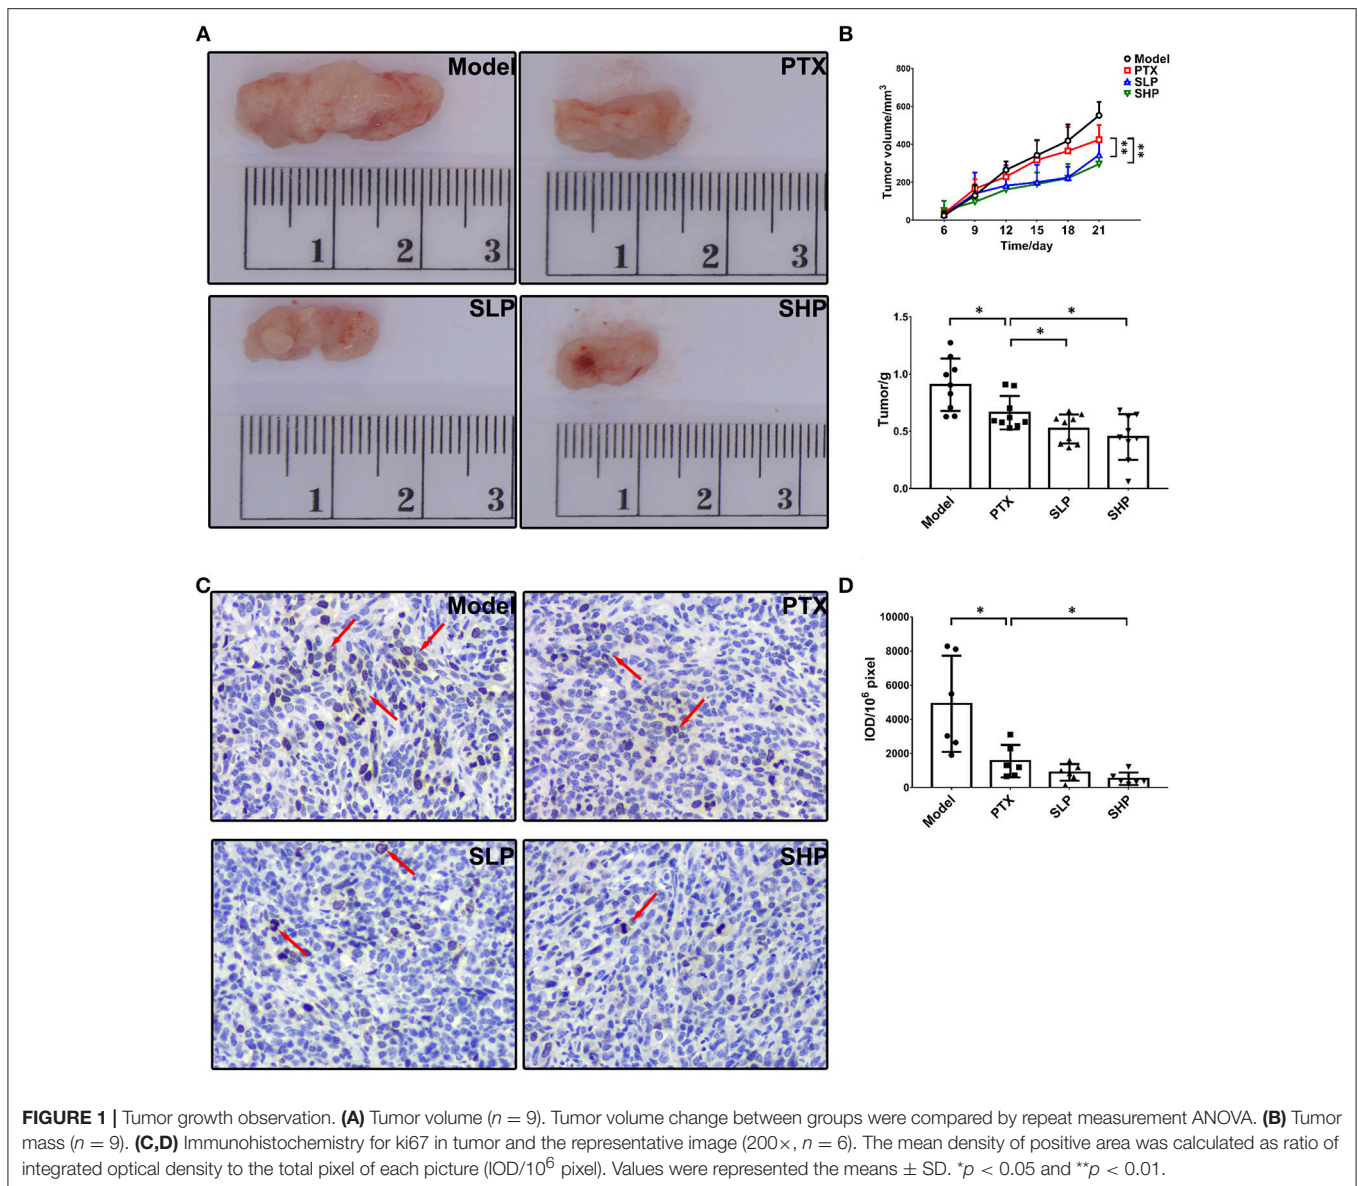 A
Model
1 2 3
PTX
1 2 3
SLP
1 2 3
SHP
1 2 3
B
Model
PTX
SLP
SHP
Tumor volume/mm3
800
600
400
200
0
6 9 12 15 18 21
Time/day
**
**
Tumor/g
1.5
1.0
0.5
0.0
*
*
*
Model PTX SLP SHP
C
Model
PTX
SLP
SHP
D
IOD/10⁶ pixel
10000
8000
6000
4000
2000
0
*
*
Model PTX SLP SHP
FIGURE 1 | Tumor growth observation. (A) Tumor volume (n = 9). Tumor volume change between groups were compared by repeat measurement ANOVA. (B) Tumor
mass (n = 9). (C,D) Immunohistochemistry for ki67 in tumor and the representative image (200×, n = 6). The mean density of positive area was calculated as ratio of
integrated optical density to the total pixel of each picture (IOD/10⁶ pixel). Values were represented the means ± SD. *p < 0.05 and **p < 0.01.